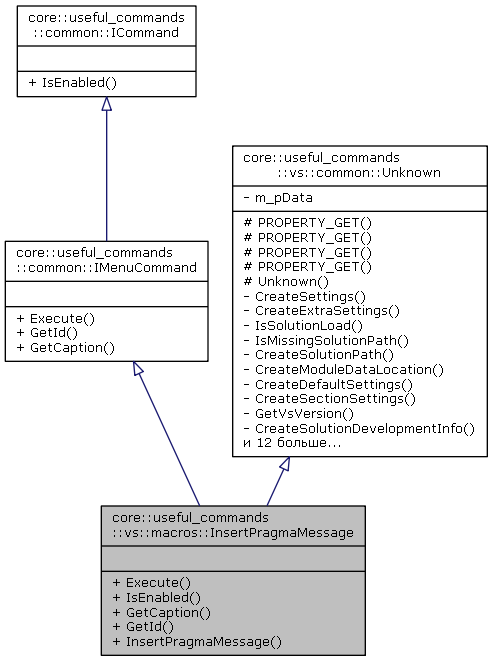 core::useful_commands
::common::ICommand
+ IsEnabled()
core::useful_commands
::vs::common::Unknown
- m_pData
# PROPERTY_GET()
# PROPERTY_GET()
# PROPERTY_GET()
# PROPERTY_GET()
# Unknown()
- CreateSettings()
- CreateExtraSettings()
- IsSolutionLoad()
- IsMissingSolutionPath()
- CreateSolutionPath()
- CreateModuleDataLocation()
- CreateDefaultSettings()
- CreateSectionSettings()
- GetVsVersion()
- CreateSolutionDevelopmentInfo()
и 12 больше...
core::useful_commands
::common::IMenuCommand
+ Execute()
+ GetId()
+ GetCaption()
core::useful_commands
::vs::macros::InsertPragmaMessage
+ Execute()
+ IsEnabled()
+ GetCaption()
+ GetId()
+ InsertPragmaMessage()